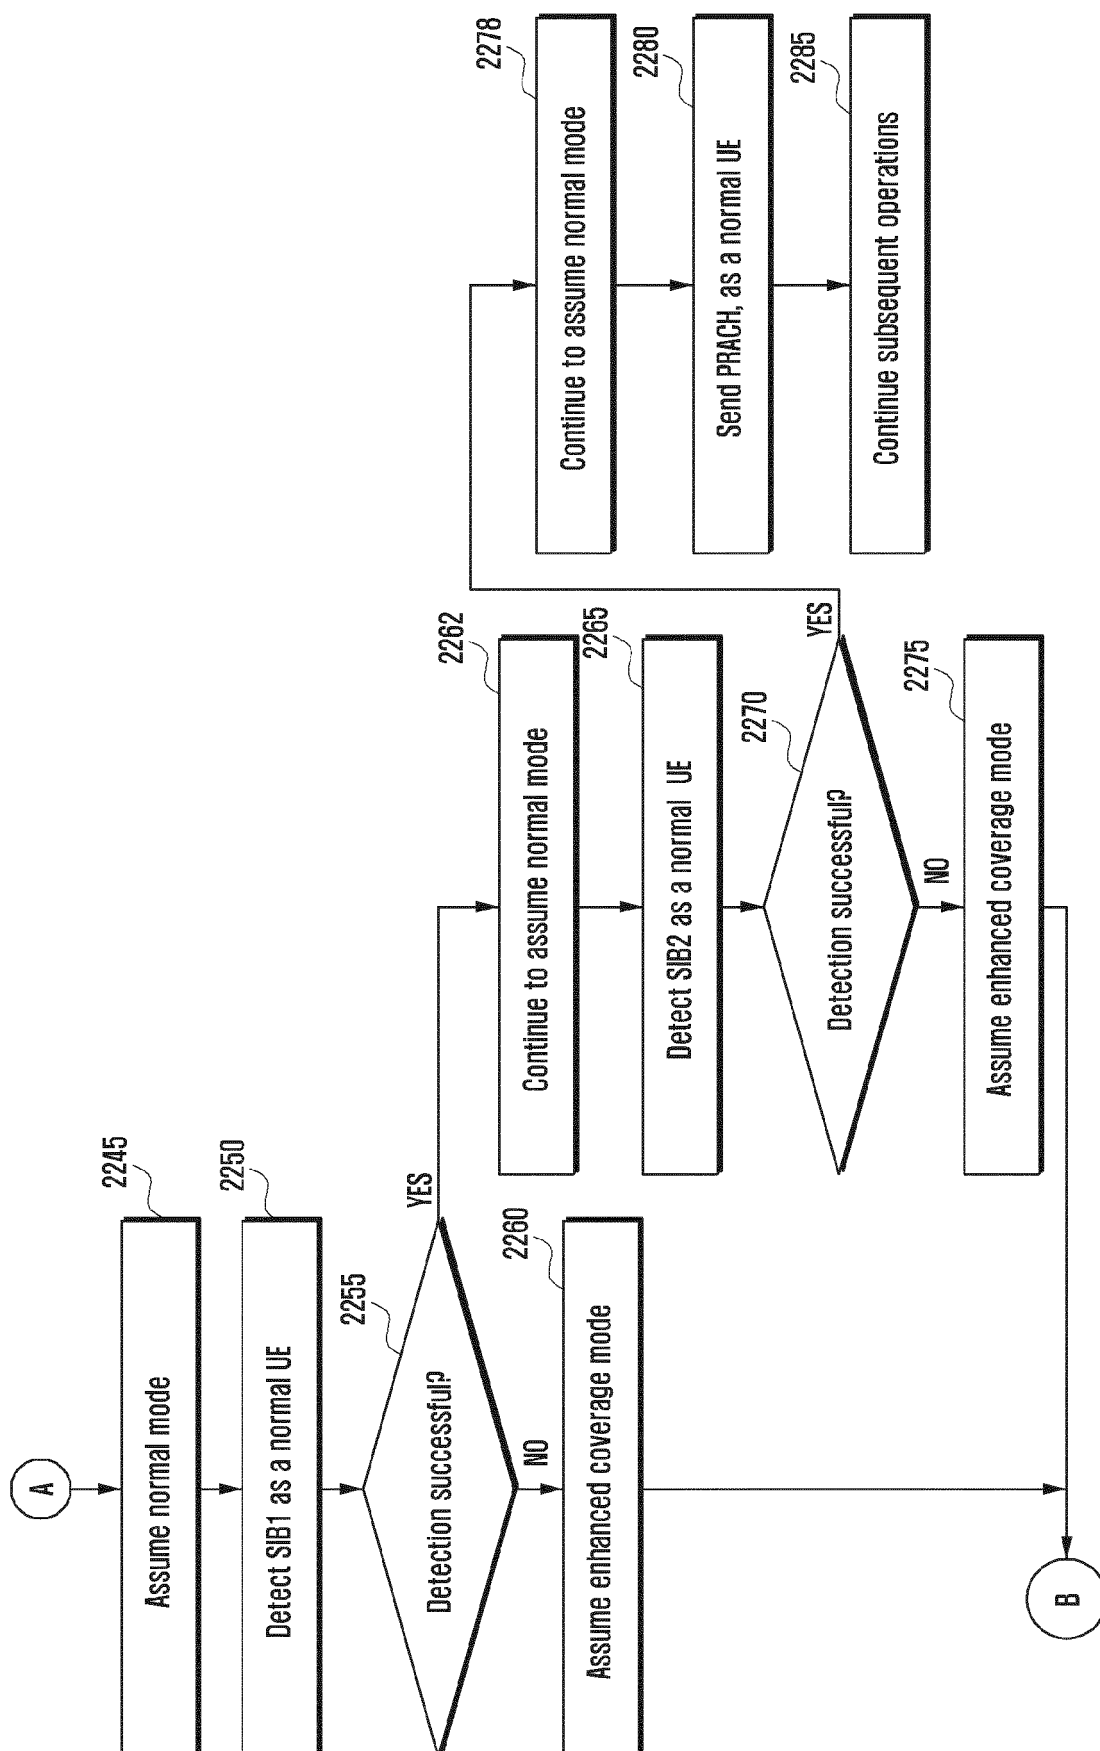 A
2245
Assume normal mode
2250
Detect SIB1 as a normal UE
2255
Detection successful?
YES
NO
2260
Assume enhanced coverage mode
2262
Continue to assume normal mode
2265
Detect SIB2 as a normal UE
2270
Detection successful?
YES
NO
2275
Assume enhanced coverage mode
2278
Continue to assume normal mode
2280
Send PRACH, as a normal UE
2285
Continue subsequent operations
B